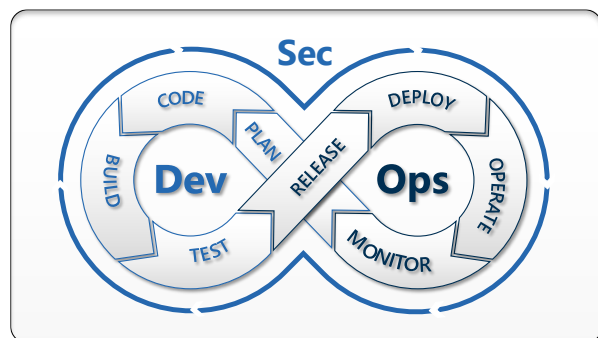 Sec
CODE
PLAN
BUILD
Dev
TEST
RELEASE
DEPLOY
Ops
OPERATE
MONITOR